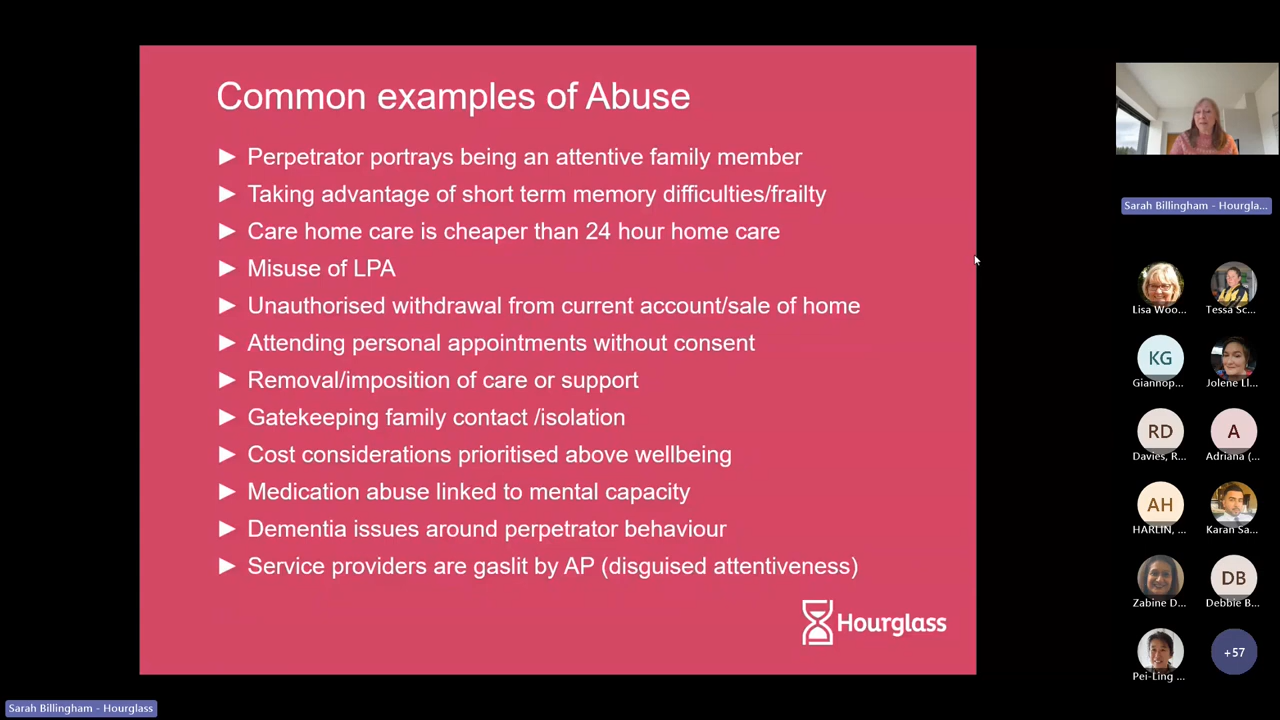 Common examples of Abuse
► Perpetrator portrays being an attentive family member
► Taking advantage of short term memory difficulties/frailty
► Care home care is cheaper than 24 hour home care
► Misuse of LPA
► Unauthorised withdrawal from current account/sale of home
► Attending personal appointments without consent
► Removal/imposition of care or support
► Gatekeeping family contact /isolation
► Cost considerations prioritised above wellbeing
► Medication abuse linked to mental capacity
► Dementia issues around perpetrator behaviour
► Service providers are gaslit by AP (disguised attentiveness)
Hourglass
Sarah Billingham - Hourgla...
Lisa Woo...
Tessa Sc...
KG
Giannop...
Jolene Ll...
RD
Davies, R...
A
Adriana (...
AH
HARLIN, ...
Karan Sa...
Zabine D...
DB
Debbie B...
Pei-Ling ...
+57
Sarah Billingham - Hourglass